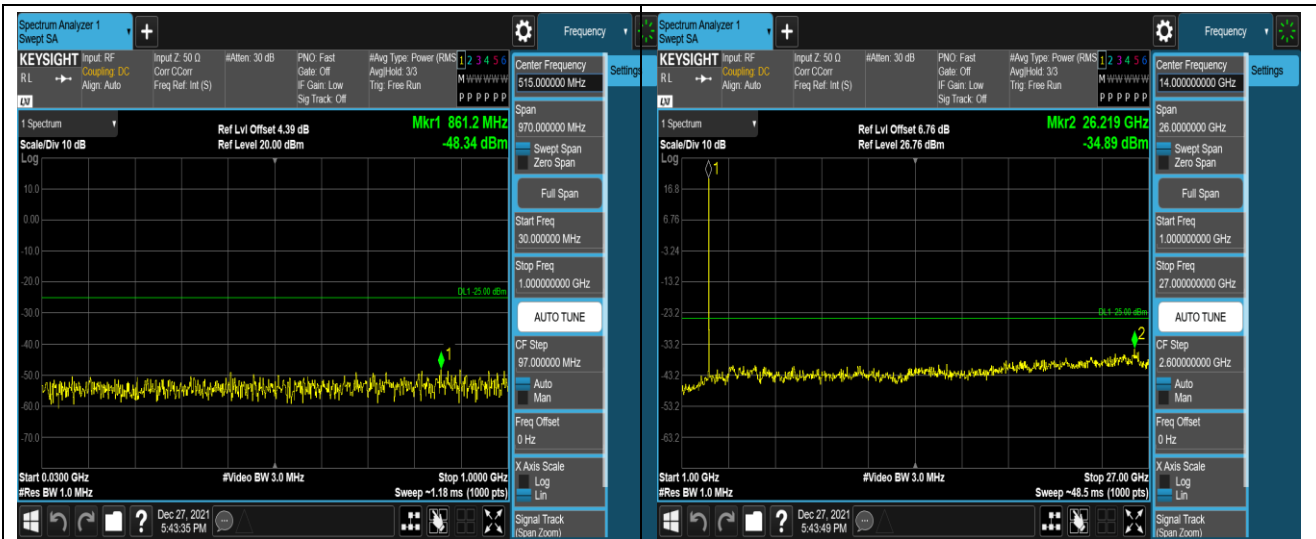 Spectrum Analyzer 1
Swept SA
+
Frequency
KEYSIGHT
RL
LXI
Input: RF
Coupling: DC
Align: Auto
Input Z: 50 Ω
Corr CCorr
Freq Ref: Int (S)
#Atten: 30 dB
PNO: Fast
Gate: Off
IF Gain: Low
Sig Track: Off
#Avg Type: Power (RMS
Avg|Hold: 3/3
Trig: Free Run
1 2 3 4 5 6
M W W W W W
P P P P P P
Settings
1 Spectrum
Scale/Div 10 dB
Log
Ref Lvl Offset 4.39 dB
Ref Level 20.00 dBm
Mkr1 861.2 MHz
-48.34 dBm
10.0
0.00
-10.0
-20.0
DL1 -25.00 dBm
-30.0
-40.0
1
-50.0
-60.0
-70.0
Start 0.0300 GHz
#Res BW 1.0 MHz
#Video BW 3.0 MHz
Stop 1.0000 GHz
Sweep ~1.18 ms (1000 pts)
Dec 27, 2021
5:43:35 PM
Center Frequency
515.000000 MHz
Span
970.000000 MHz
Swept Span
Zero Span
Full Span
Start Freq
30.000000 MHz
Stop Freq
1.000000000 GHz
AUTO TUNE
CF Step
97.000000 MHz
Auto
Man
Freq Offset
0 Hz
X Axis Scale
Log
Lin
Signal Track
(Span Zoom)
Spectrum Analyzer 1
Swept SA
+
Frequency
KEYSIGHT
RL
LXI
Input: RF
Coupling: DC
Align: Auto
Input Z: 50 Ω
Corr CCorr
Freq Ref: Int (S)
#Atten: 30 dB
PNO: Fast
Gate: Off
IF Gain: Low
Sig Track: Off
#Avg Type: Power (RMS
Avg|Hold: 3/3
Trig: Free Run
1 2 3 4 5 6
M W W W W W
P P P P P P
Settings
1 Spectrum
Scale/Div 10 dB
Log
Ref Lvl Offset 6.76 dB
Ref Level 26.76 dBm
Mkr2 26.219 GHz
-34.89 dBm
1
16.8
6.76
-3.24
-13.2
-23.2
DL1 -25.00 dBm
2
-33.2
-43.2
-53.2
-63.2
Start 1.00 GHz
#Res BW 1.0 MHz
#Video BW 3.0 MHz
Stop 27.00 GHz
Sweep ~48.5 ms (1000 pts)
Dec 27, 2021
5:43:49 PM
Center Frequency
14.000000000 GHz
Span
26.0000000 GHz
Swept Span
Zero Span
Full Span
Start Freq
1.000000000 GHz
Stop Freq
27.000000000 GHz
AUTO TUNE
CF Step
2.600000000 GHz
Auto
Man
Freq Offset
0 Hz
X Axis Scale
Log
Lin
Signal Track
(Span Zoom)